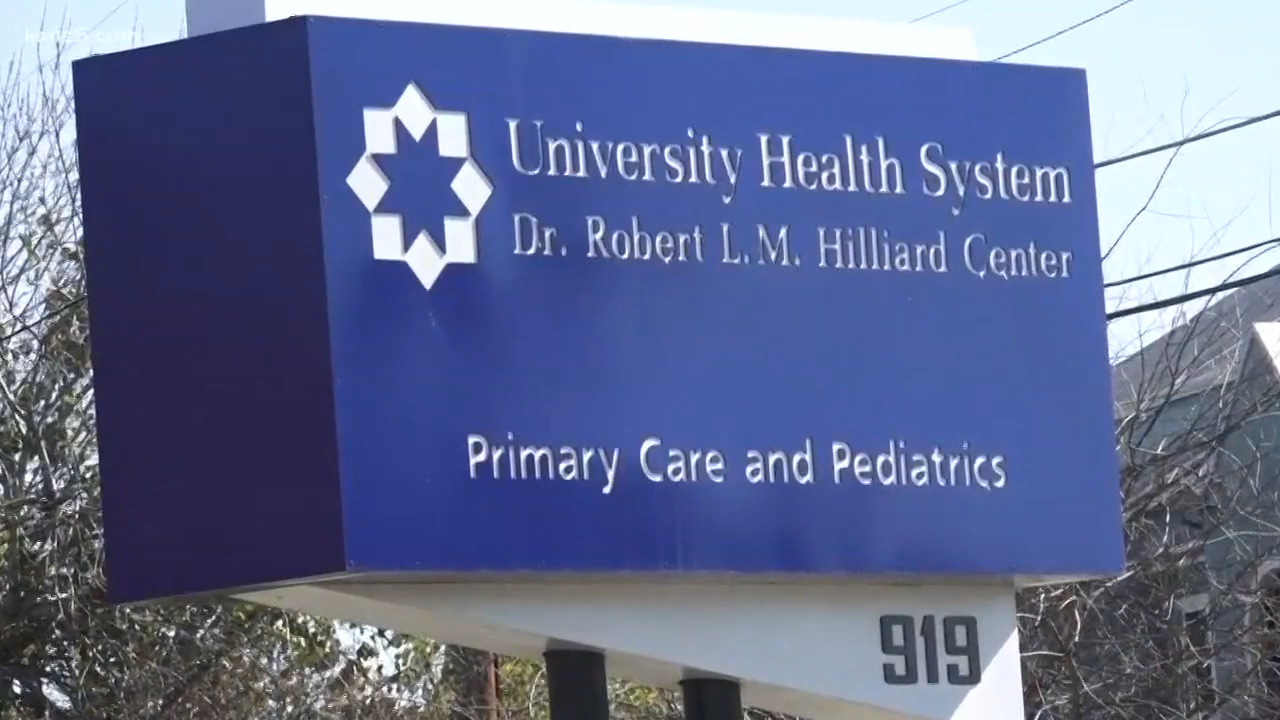 University Health System
Dr. Robert L.M. Hilliard Center
Primary Care and Pediatrics
919